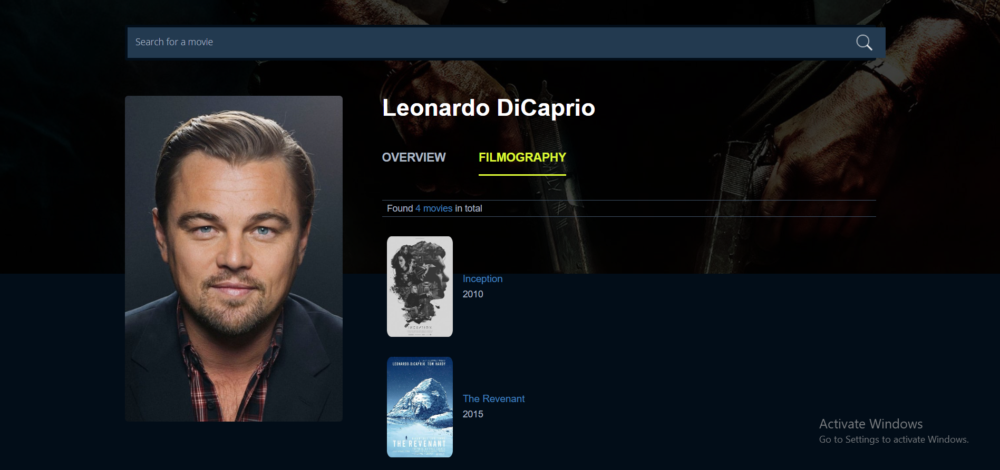 Search for a movie
Leonardo DiCaprio
OVERVIEW FILMOGRAPHY
Found 4 movies in total
INCEPTION
Inception
2010
LEONARDO DiCAPRIO TOM HARDY
THE REVENANT
The Revenant
2015
Activate Windows
Go to Settings to activate Windows.